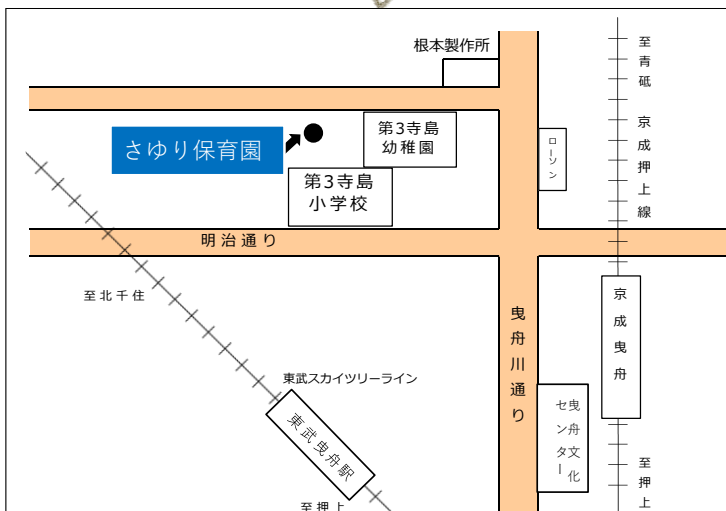 根本製作所
至青砥
京成押上線
さゆり保育園
第3寺島
幼稚園
ローソン
第3寺島
小学校
明治通り
至北千住
京成曳舟
曳舟川通り
東武スカイツリーライン
曳舟文化
センター
東武曳舟駅
至押上
至押上